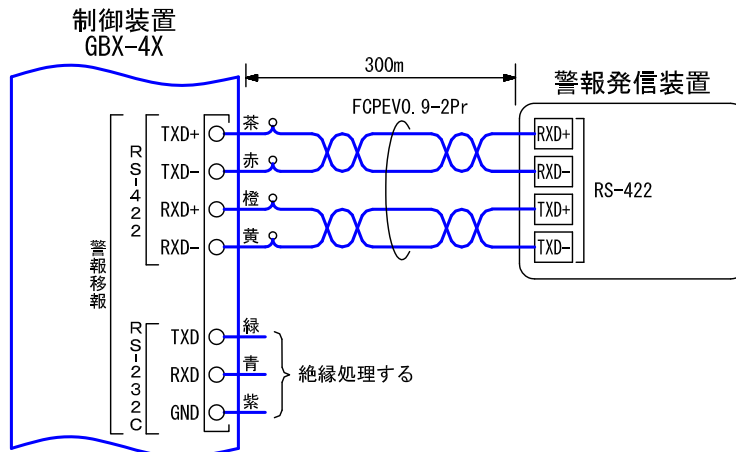 制御装置
GBX-4X
300m
警報発信装置
FCPEV0.9-2Pr
警報移報
RS-422
TXD+
茶
TXD-
赤
RXD+
橙
RXD-
黄
RXD+
RXD-
TXD+
TXD-
RS-422
RS-232C
TXD
緑
RXD
青
GND
紫
絶縁処理する